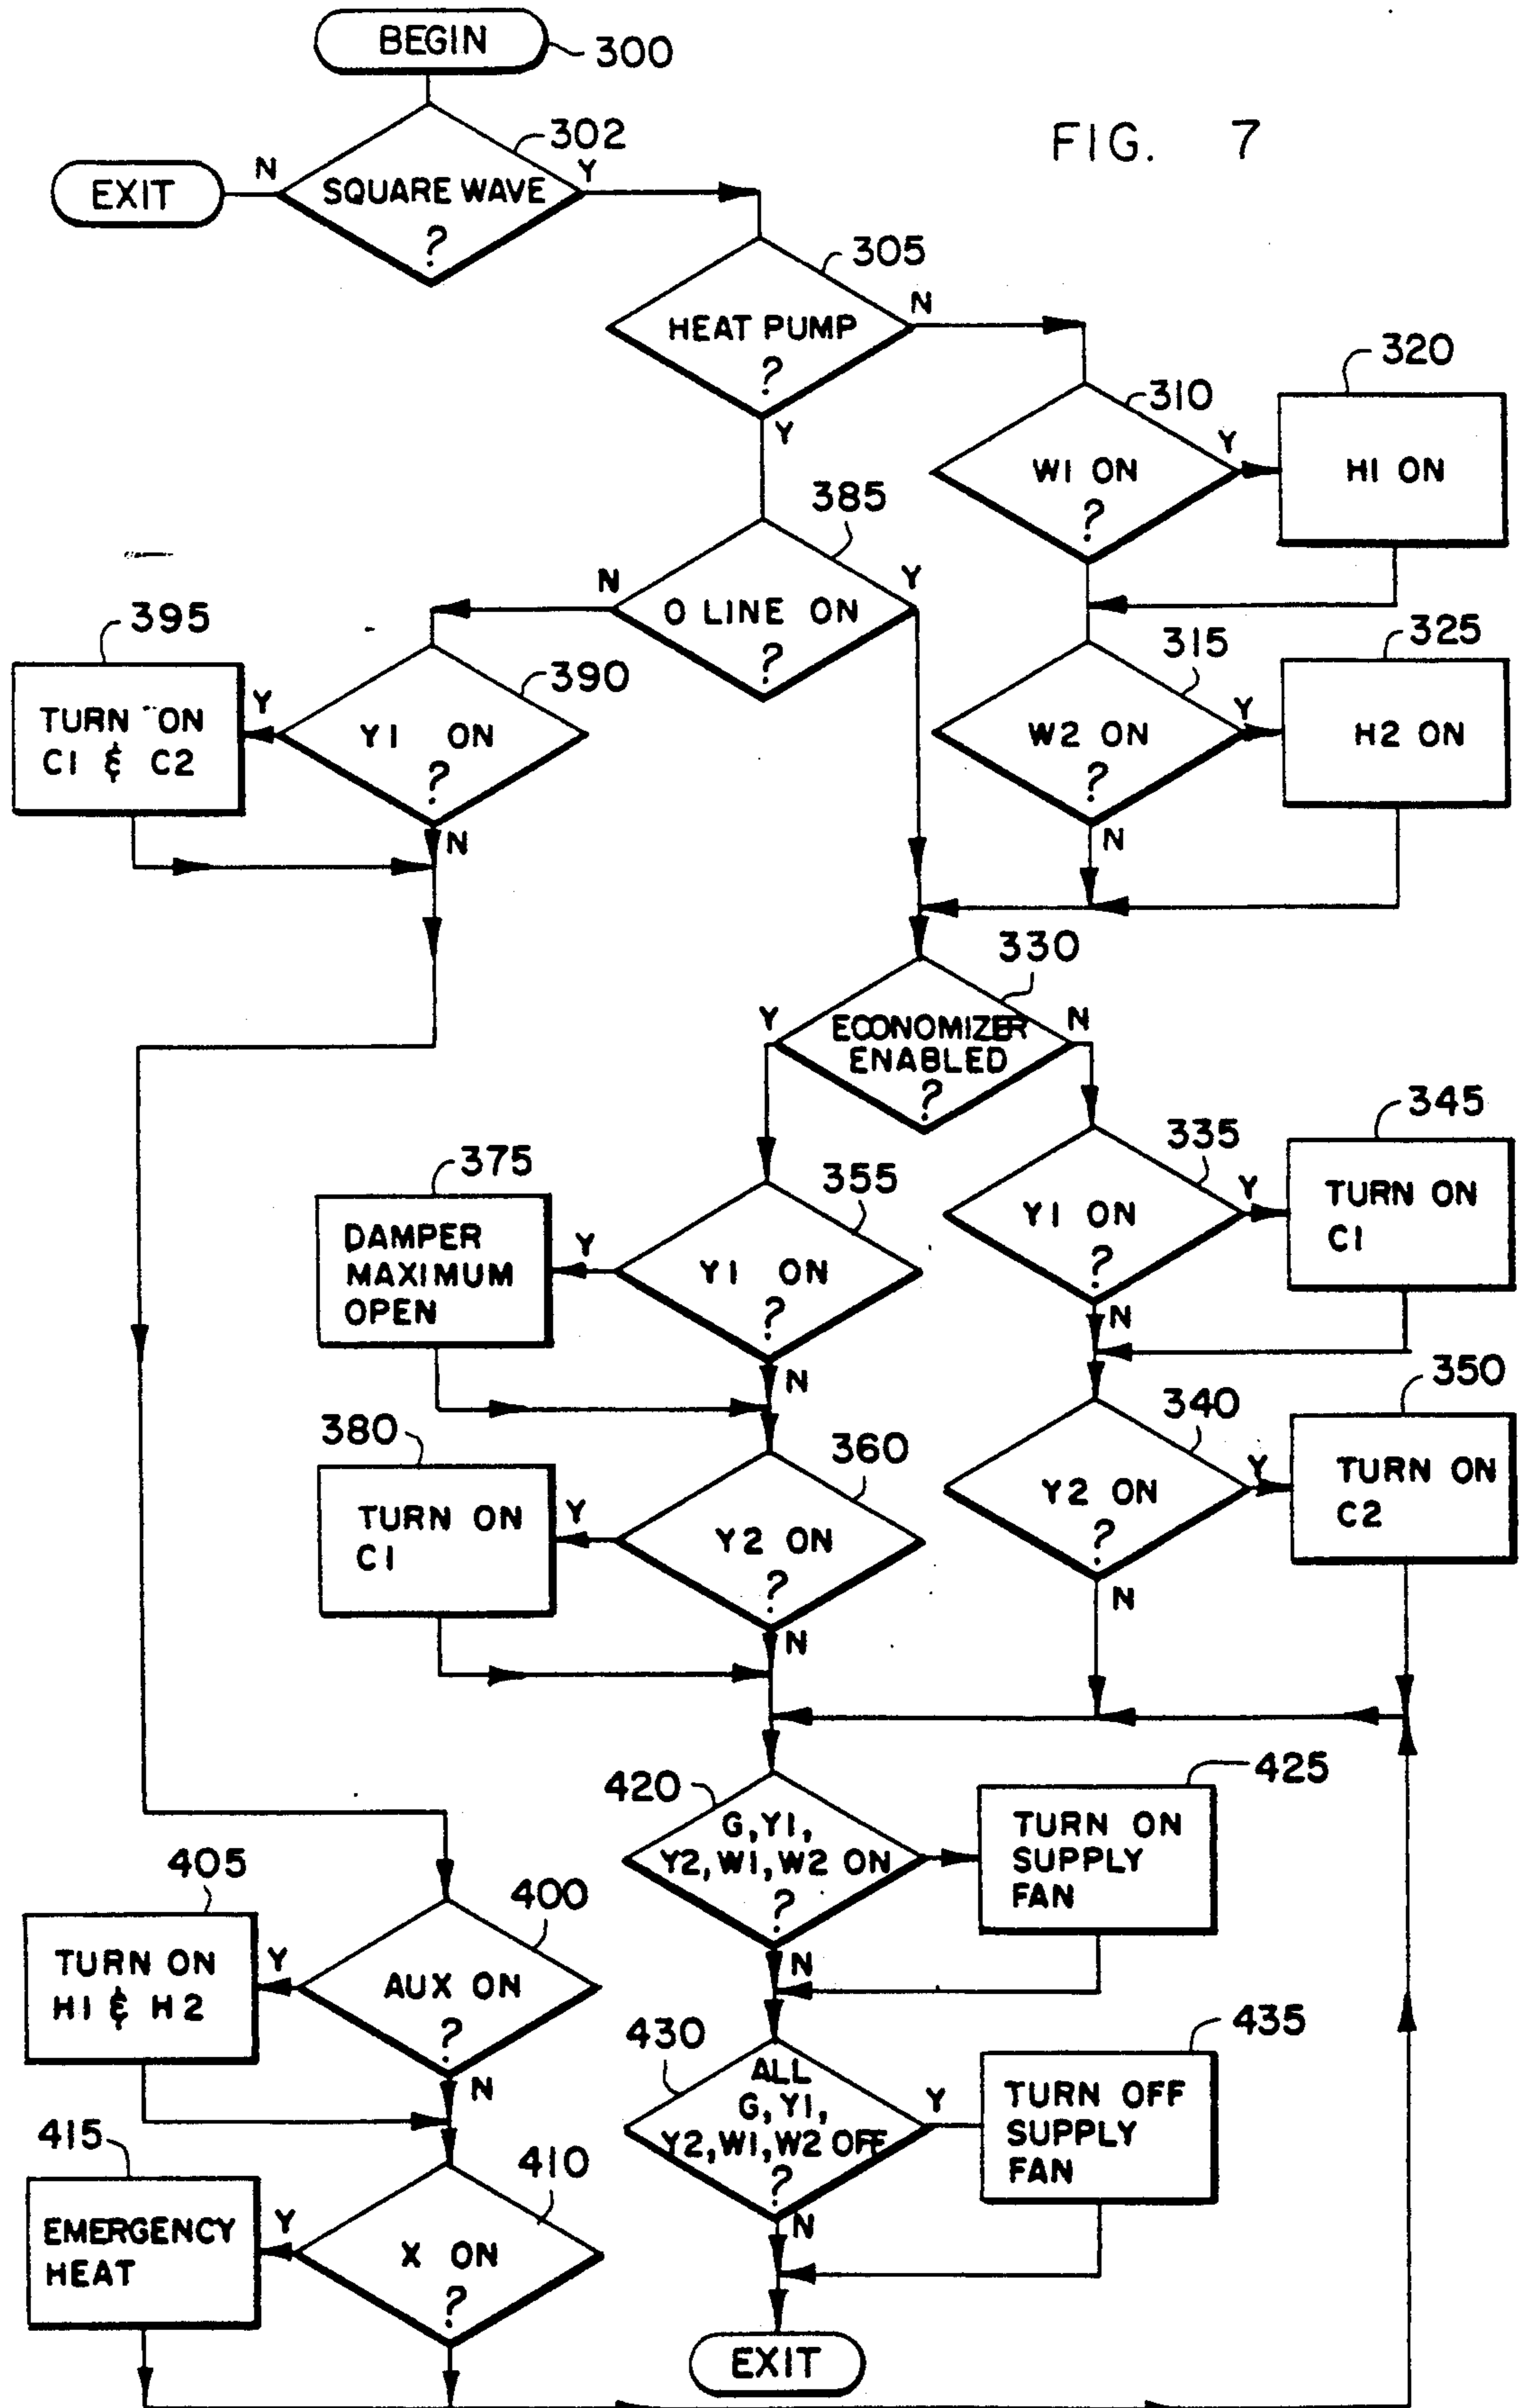 BEGIN
300
302
FIG. 7
N
Y
EXIT
SQUARE WAVE
?
305
HEAT PUMP
?
N
Y
310
W1 ON
?
Y
320
H1 ON
385
O LINE ON
?
N
Y
315
W2 ON
?
Y
N
325
H2 ON
395
TURN ON
C1 & C2
Y
390
Y1 ON
?
N
330
Y
N
ECONOMIZER
ENABLED
?
375
DAMPER
MAXIMUM
OPEN
Y
355
Y1 ON
?
N
335
Y1 ON
?
Y
N
345
TURN ON
C1
380
TURN ON
C1
Y
360
Y2 ON
?
N
340
Y2 ON
?
Y
N
350
TURN ON
C2
420
G, Y1,
Y2, W1, W2 ON
?
N
425
TURN ON
SUPPLY
FAN
405
TURN ON
H1 & H2
Y
400
AUX ON
?
N
430
ALL
G, Y1,
Y2, W1, W2 OFF
?
Y
N
435
TURN OFF
SUPPLY
FAN
415
EMERGENCY
HEAT
Y
410
X ON
?
EXIT